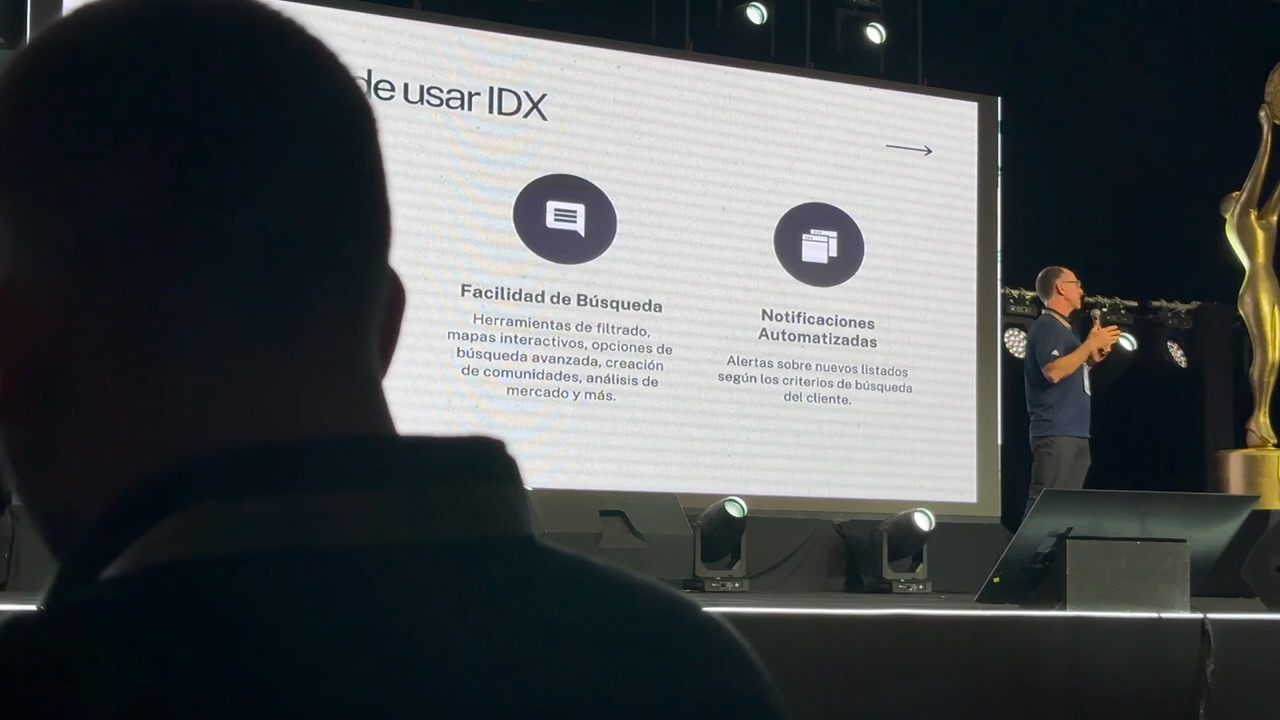 de usar IDX
Facilidad de Búsqueda
Herramientas de filtrado,
mapas interactivos, opciones de
búsqueda avanzada, creación
de comunidades, análisis de
mercado y más.
Notificaciones
Automatizadas
Alertas sobre nuevos listados
según los criterios de búsqueda
del cliente.